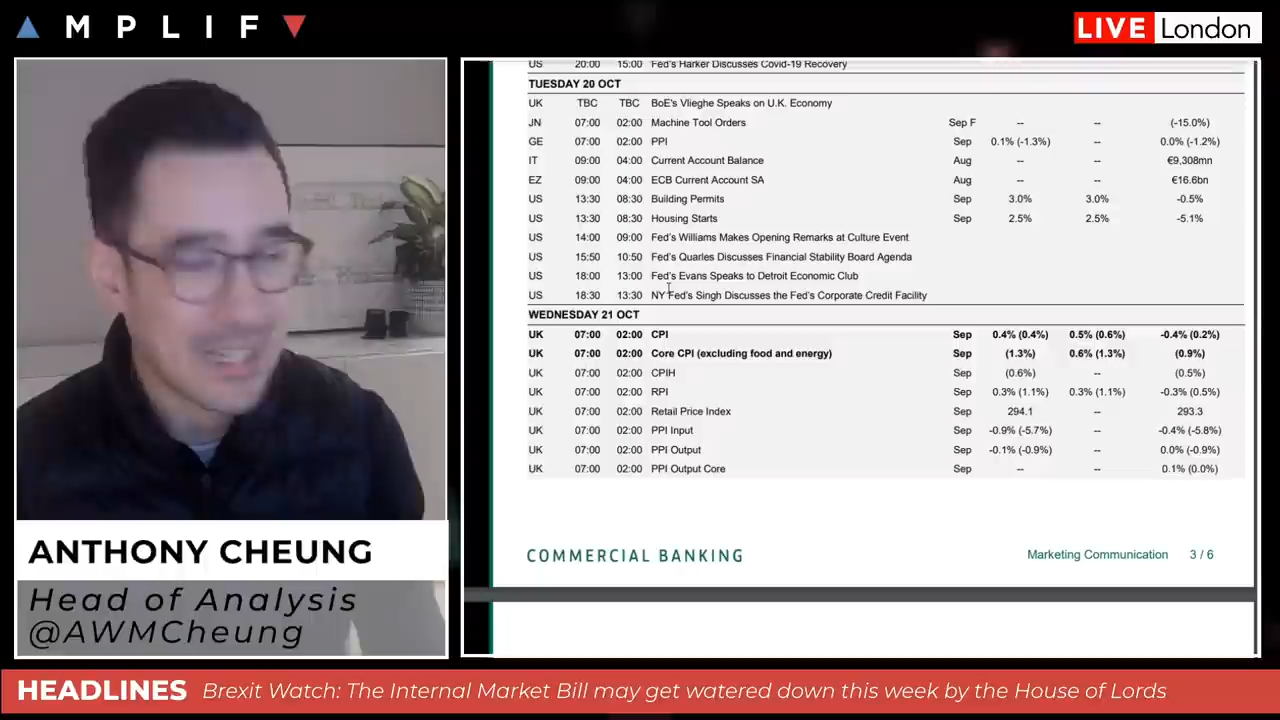 AMPLIFY
LIVE London
US 20:00 15:00 Fed's Harker Discusses Covid-19 Recovery
TUESDAY 20 OCT
UK TBC TBC BoE's Vlieghe Speaks on U.K. Economy
JN 07:00 02:00 Machine Tool Orders Sep F -- -- (-15.0%)
GE 07:00 02:00 PPI Sep 0.1% (-1.3%) -- 0.0% (-1.2%)
IT 09:00 04:00 Current Account Balance Aug -- -- €9,308mn
EZ 09:00 04:00 ECB Current Account SA Aug -- -- €16.6bn
US 13:30 08:30 Building Permits Sep 3.0% 3.0% -0.5%
US 13:30 08:30 Housing Starts Sep 2.5% 2.5% -5.1%
US 14:00 09:00 Fed's Williams Makes Opening Remarks at Culture Event
US 15:50 10:50 Fed's Quarles Discusses Financial Stability Board Agenda
US 18:00 13:00 Fed's Evans Speaks to Detroit Economic Club
US 18:30 13:30 NY Fed's Singh Discusses the Fed's Corporate Credit Facility
WEDNESDAY 21 OCT
UK 07:00 02:00 CPI Sep 0.4% (0.4%) 0.5% (0.6%) -0.4% (0.2%)
UK 07:00 02:00 Core CPI (excluding food and energy) Sep (1.3%) 0.6% (1.3%) (0.9%)
UK 07:00 02:00 CPIH Sep (0.6%) -- (0.5%)
UK 07:00 02:00 RPI Sep 0.3% (1.1%) 0.3% (1.1%) -0.3% (0.5%)
UK 07:00 02:00 Retail Price Index Sep 294.1 -- 293.3
UK 07:00 02:00 PPI Input Sep -0.9% (-5.7%) -- -0.4% (-5.8%)
UK 07:00 02:00 PPI Output Sep -0.1% (-0.9%) -- 0.0% (-0.9%)
UK 07:00 02:00 PPI Output Core Sep -- -- 0.1% (0.0%)
COMMERCIAL BANKING
Marketing Communication 3 / 6
ANTHONY CHEUNG
Head of Analysis
@AWMCheung
HEADLINES Brexit Watch: The Internal Market Bill may get watered down this week by the House of Lords